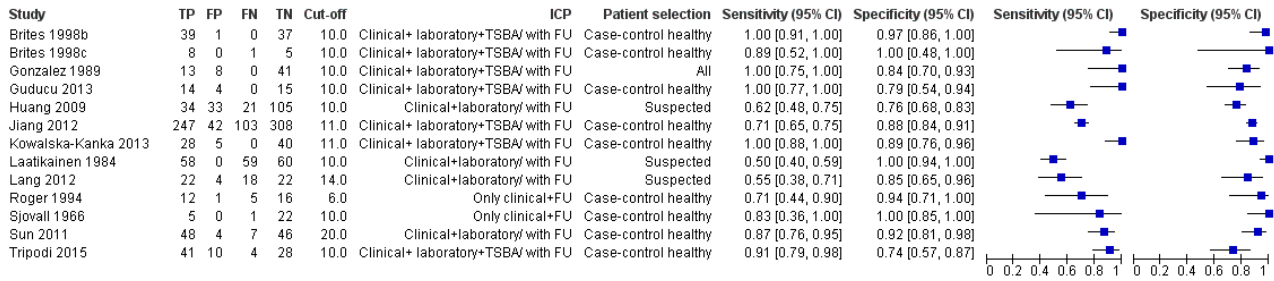 Study TP FP FN TN Cut-off ICP Patient selection Sensitivity (95% CI) Specificity (95% CI) Sensitivity (95% CI) Specificity (95% CI)
Brites 1998b 39 1 0 37 10.0 Clinical+ laboratory+TSBA/ with FU Case-control healthy 1.00 [0.91, 1.00] 0.97 [0.86, 1.00]
Brites 1998c 8 0 1 5 10.0 Clinical+ laboratory+TSBA/ with FU Case-control healthy 0.89 [0.52, 1.00] 1.00 [0.48, 1.00]
Gonzalez 1989 13 8 0 41 10.0 Clinical+ laboratory+TSBA/ with FU All 1.00 [0.75, 1.00] 0.84 [0.70, 0.93]
Guducu 2013 14 4 0 15 10.0 Clinical+ laboratory+TSBA/ with FU Case-control healthy 1.00 [0.77, 1.00] 0.79 [0.54, 0.94]
Huang 2009 34 33 21 105 10.0 Clinical+laboratory/ with FU Suspected 0.62 [0.48, 0.75] 0.76 [0.68, 0.83]
Jiang 2012 247 42 103 308 11.0 Clinical+ laboratory+TSBA/ with FU Case-control healthy 0.71 [0.65, 0.75] 0.88 [0.84, 0.91]
Kowalska-Kanka 2013 28 5 0 40 11.0 Clinical+ laboratory+TSBA/ with FU Case-control healthy 1.00 [0.88, 1.00] 0.89 [0.76, 0.96]
Laatikainen 1984 58 0 59 60 10.0 Clinical+laboratory/ with FU Suspected 0.50 [0.40, 0.59] 1.00 [0.94, 1.00]
Lang 2012 22 4 18 22 14.0 Clinical+laboratory/ with FU Suspected 0.55 [0.38, 0.71] 0.85 [0.65, 0.96]
Roger 1994 12 1 5 16 6.0 Only clinical+FU Case-control healthy 0.71 [0.44, 0.90] 0.94 [0.71, 1.00]
Sjovall 1966 5 0 1 22 10.0 Only clinical+FU Case-control healthy 0.83 [0.36, 1.00] 1.00 [0.85, 1.00]
Sun 2011 48 4 7 46 20.0 Clinical+laboratory/ with FU Case-control healthy 0.87 [0.76, 0.95] 0.92 [0.81, 0.98]
Tripodi 2015 41 10 4 28 10.0 Clinical+ laboratory+TSBA/ with FU Case-control healthy 0.91 [0.79, 0.98] 0.74 [0.57, 0.87]
0 0.2 0.4 0.6 0.8 1 0 0.2 0.4 0.6 0.8 1